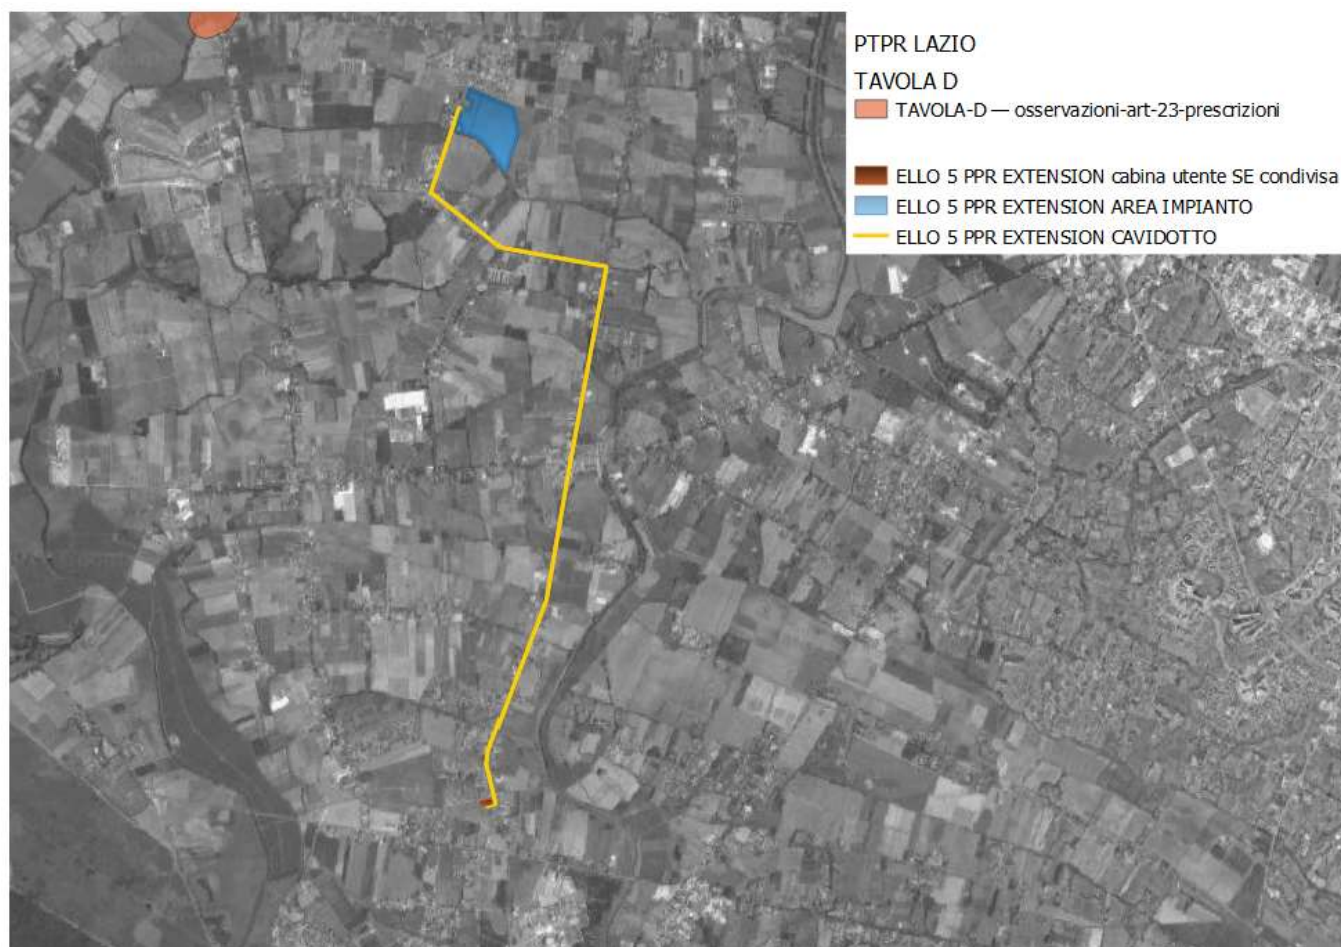 PTPR LAZIO
TAVOLA D
TAVOLA-D — osservazioni-art-23-prescrizioni
ELLO 5 PPR EXTENSION cabina utente SE condivisa
ELLO 5 PPR EXTENSION AREA IMPIANTO
ELLO 5 PPR EXTENSION CAVIDOTTO